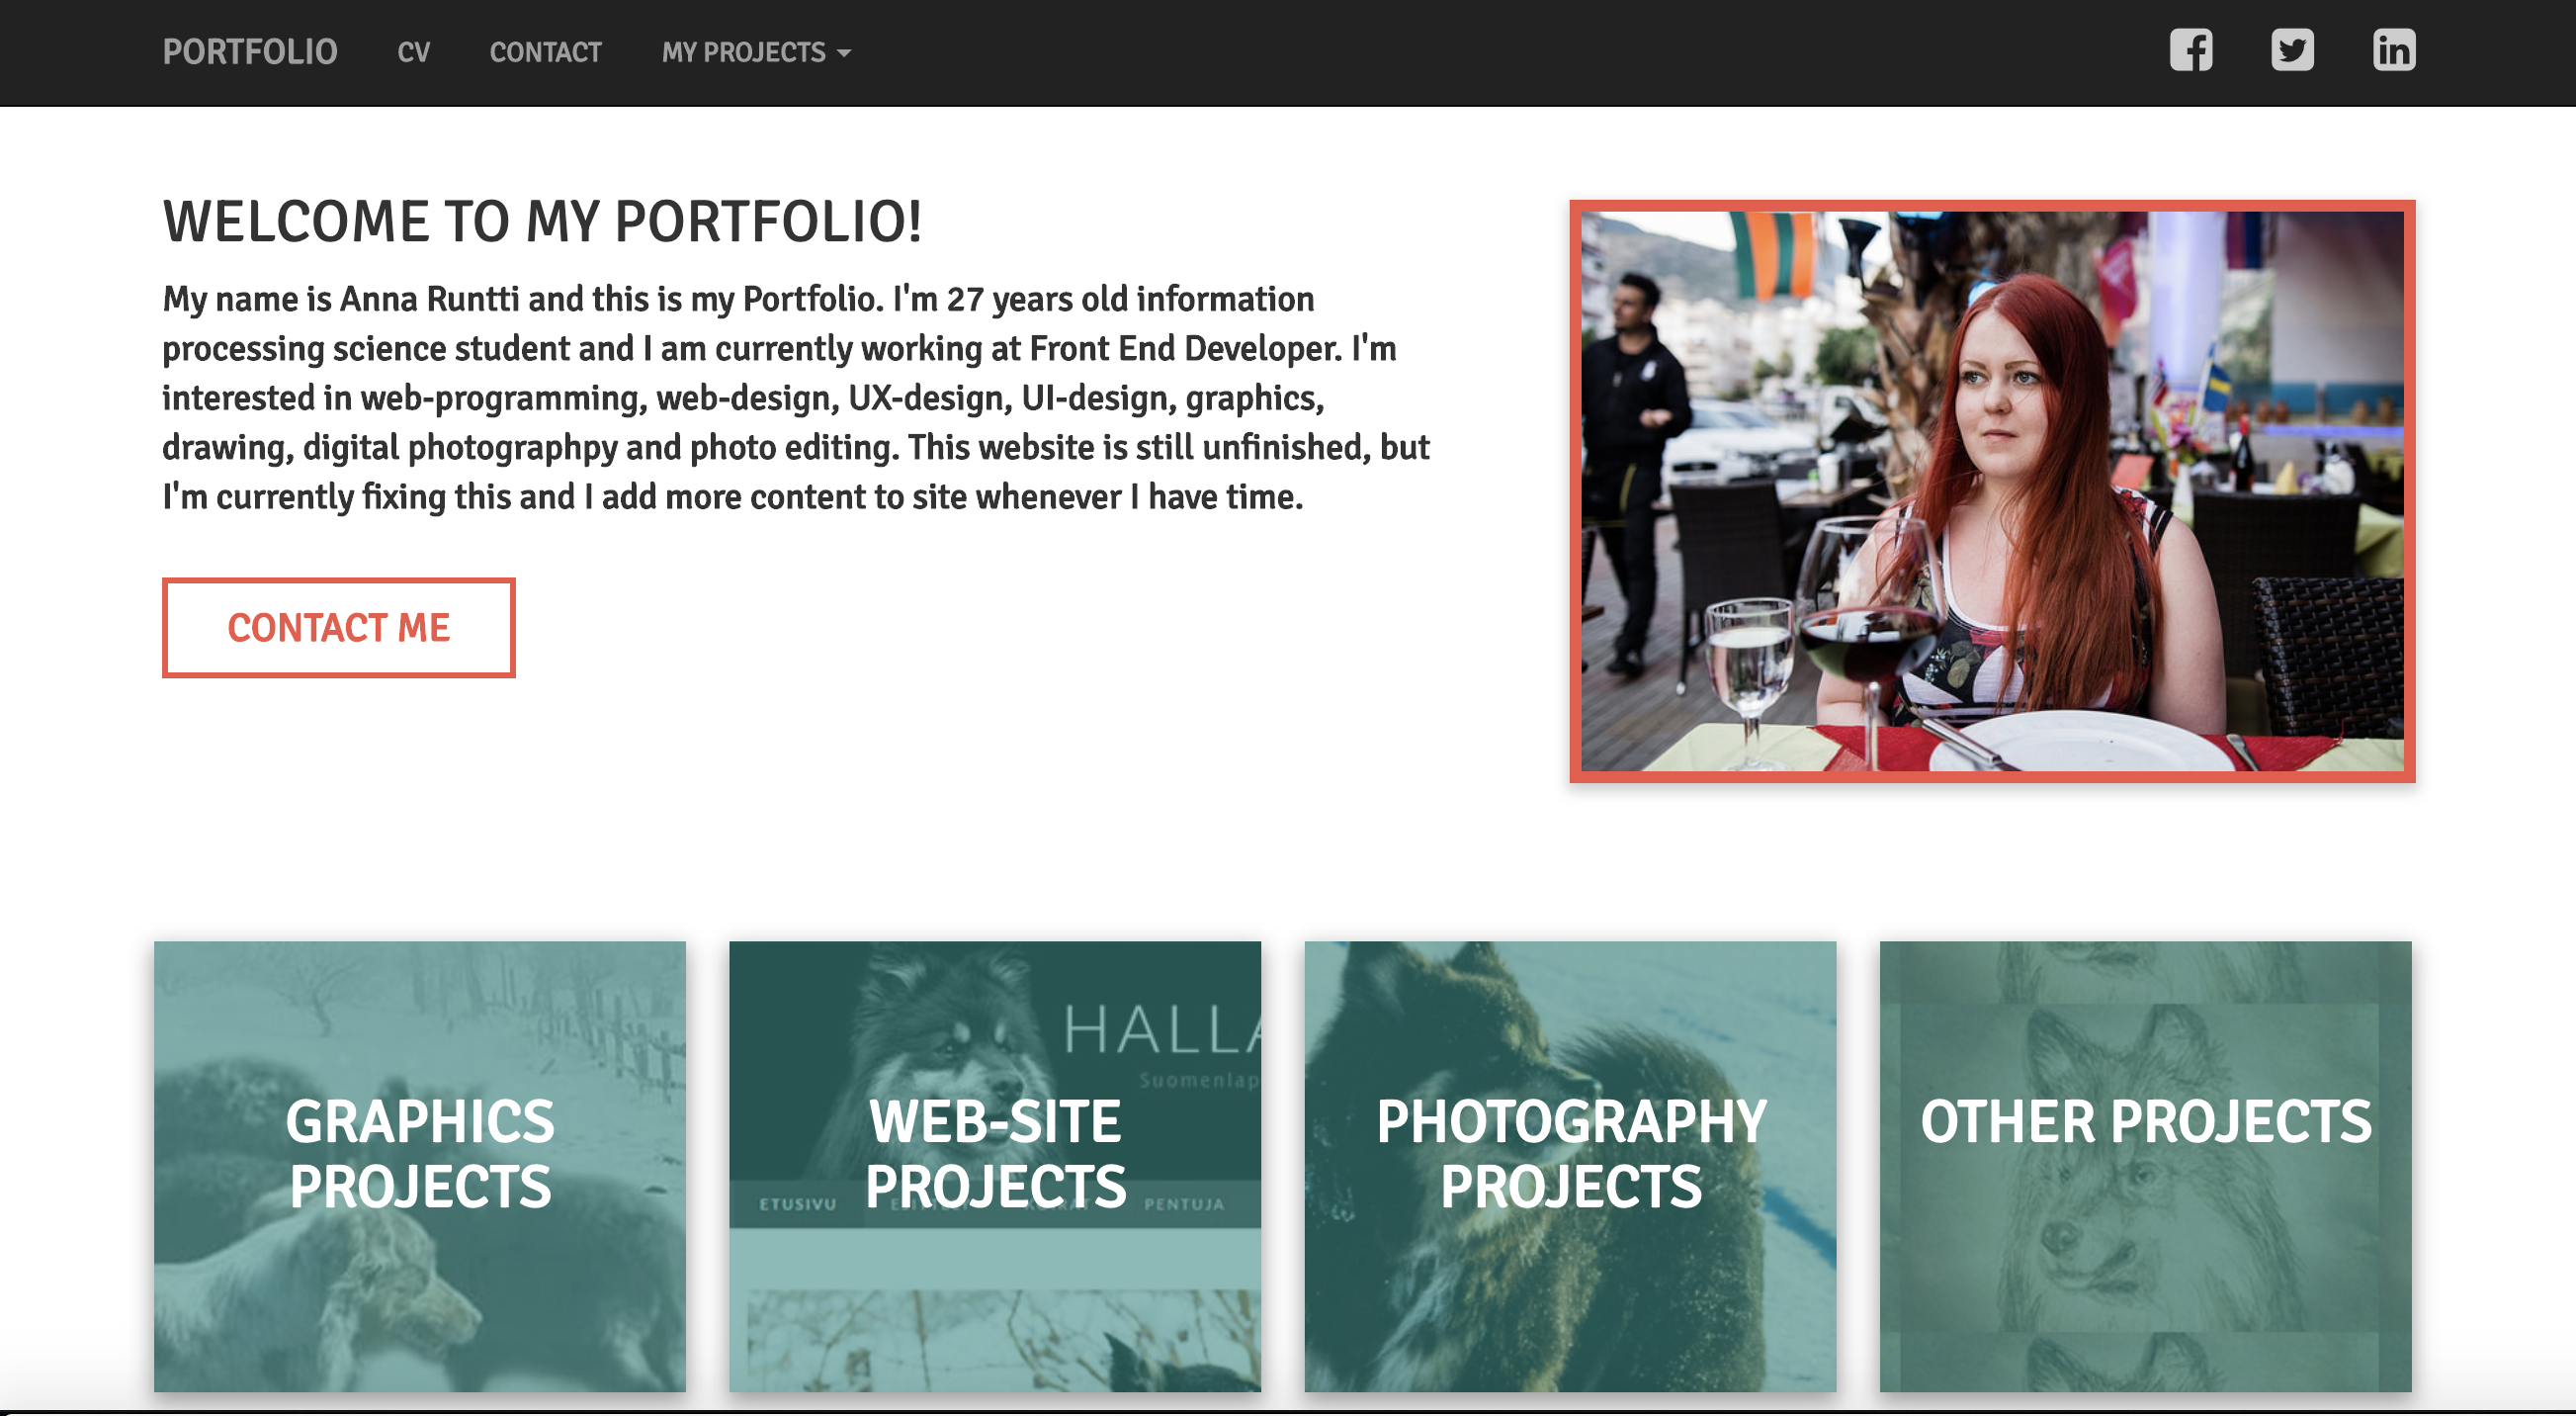 PORTFOLIO CV CONTACT MY PROJECTS
WELCOME TO MY PORTFOLIO!
My name is Anna Runtti and this is my Portfolio. I'm 27 years old information
processing science student and I am currently working at Front End Developer. I'm
interested in web-programming, web-design, UX-design, UI-design, graphics,
drawing, digital photographpy and photo editing. This website is still unfinished, but
I'm currently fixing this and I add more content to site whenever I have time.
CONTACT ME
GRAPHICS
PROJECTS
HALLA
Suomenlap
WEB-SITE
PROJECTS
ETUSIVU PENTUJA
PHOTOGRAPHY
PROJECTS
OTHER PROJECTS